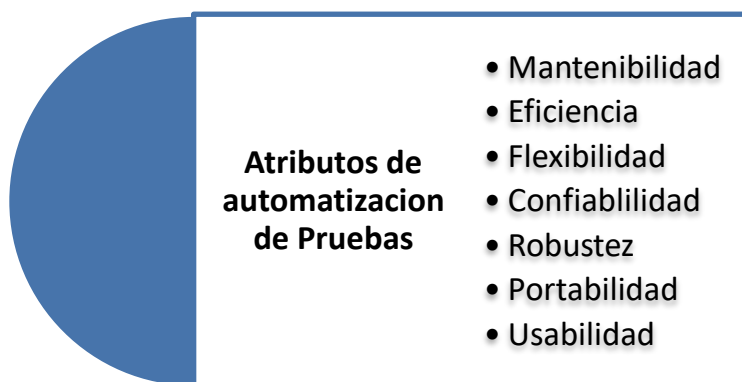 Atributos de
automatizacion
de Pruebas
• Mantenibilidad
• Eficiencia
• Flexibilidad
• Confiablilidad
• Robustez
• Portabilidad
• Usabilidad